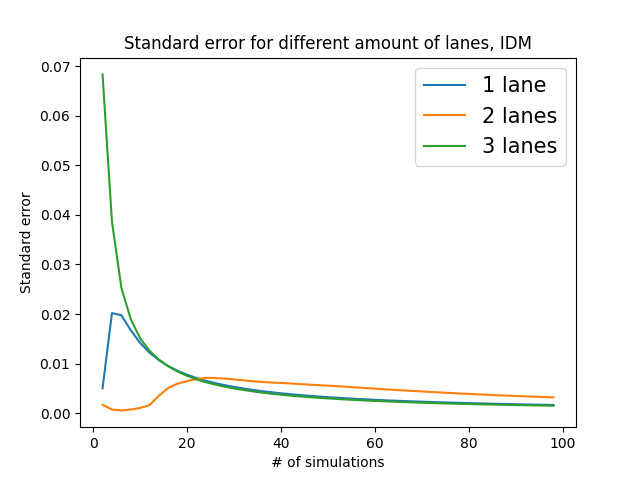 Standard error for different amount of lanes, IDM
0.07
0.06
0.05
0.04
0.03
0.02
0.01
0.00
Standard error
1 lane
2 lanes
3 lanes
0
20
40
60
80
100
# of simulations